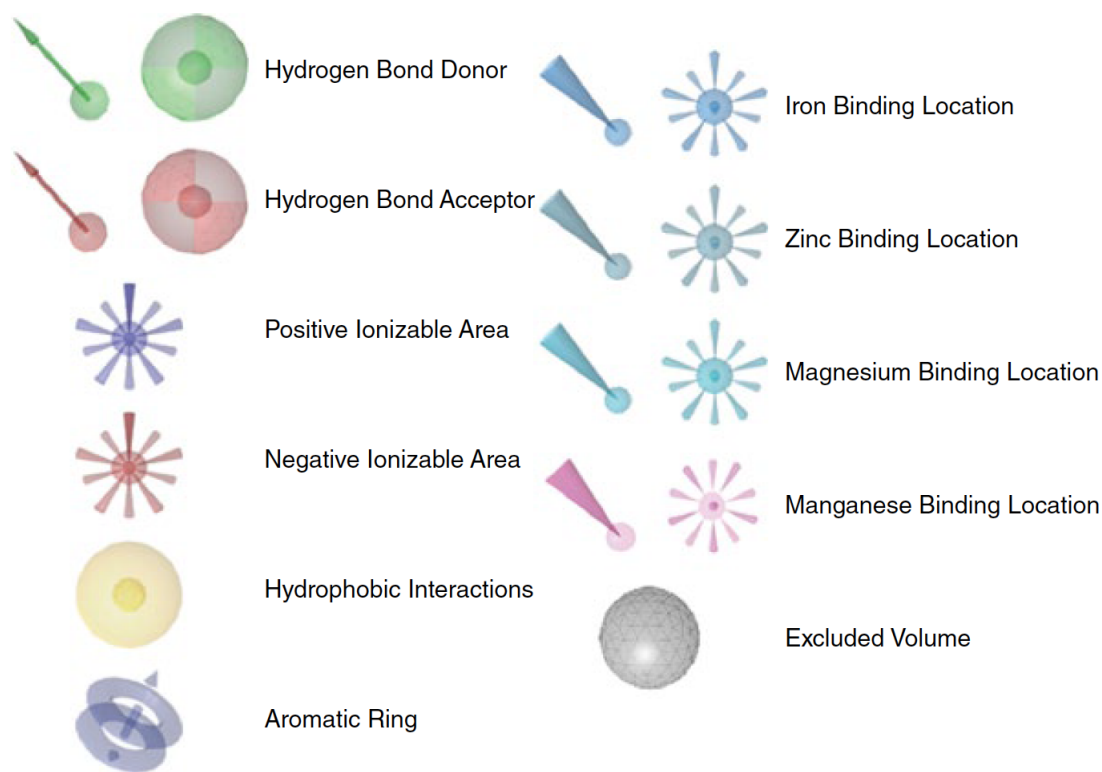 Hydrogen Bond Donor
Hydrogen Bond Acceptor
Positive Ionizable Area
Negative Ionizable Area
Hydrophobic Interactions
Aromatic Ring
Iron Binding Location
Zinc Binding Location
Magnesium Binding Location
Manganese Binding Location
Excluded Volume